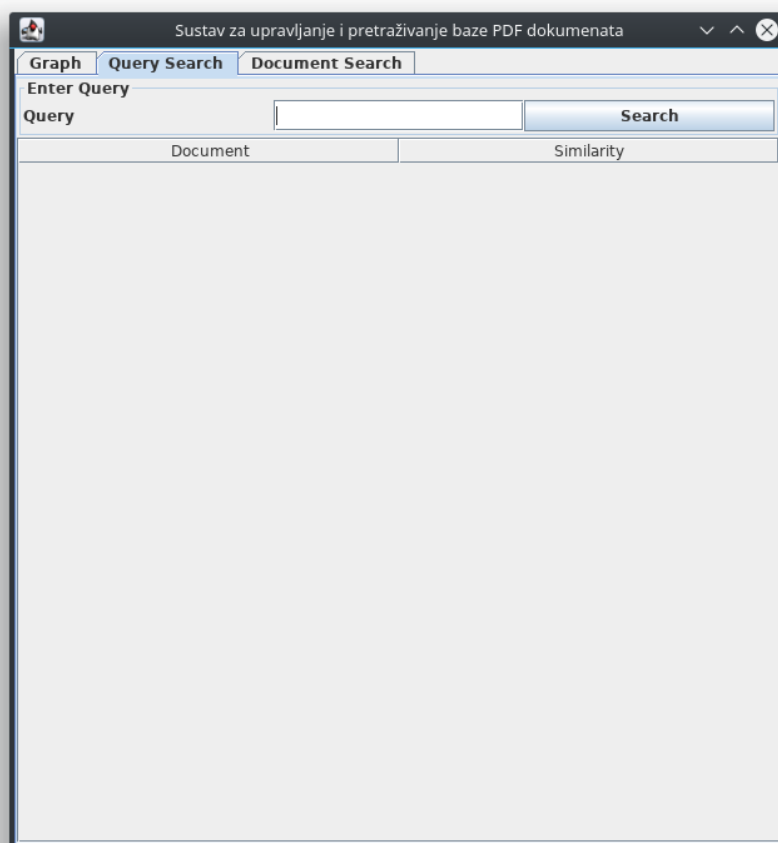 Sustav za upravljanje i pretraživanje baze PDF dokumenata
Graph Query Search Document Search
Enter Query
Query Search
Document Similarity